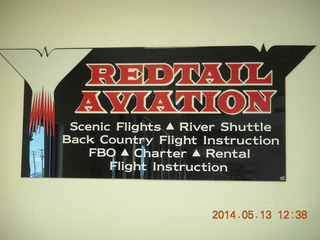 REDTAIL
AVIATION
Scenic Flights ▲ River Shuttle
Back Country Flight Instruction
FBO ▲ Charter ▲ Rental
Flight Instruction
2014.05.13 12:38